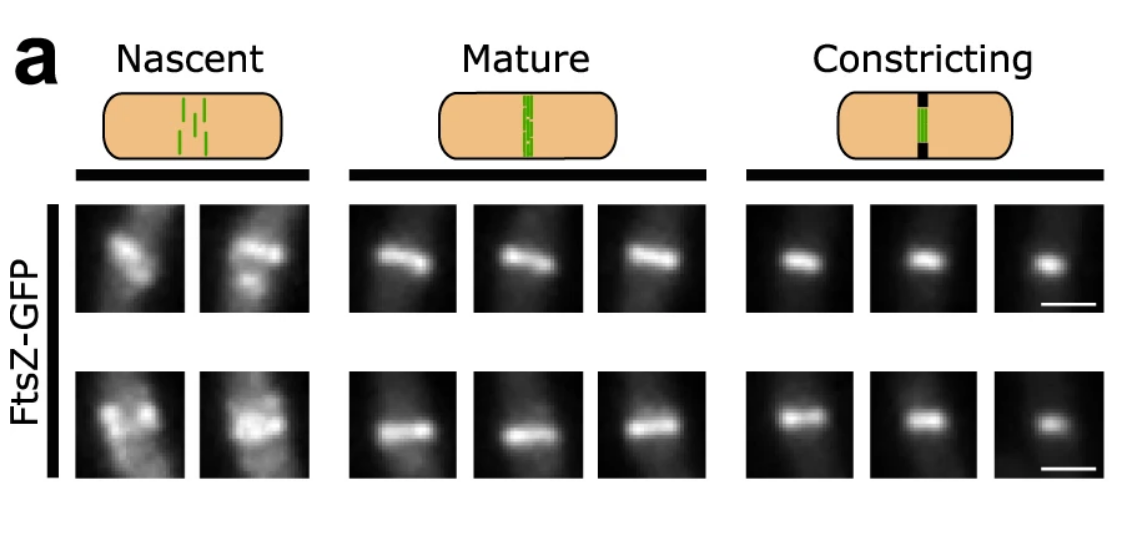 a
Nascent
Mature
Constricting
FtsZ-GFP